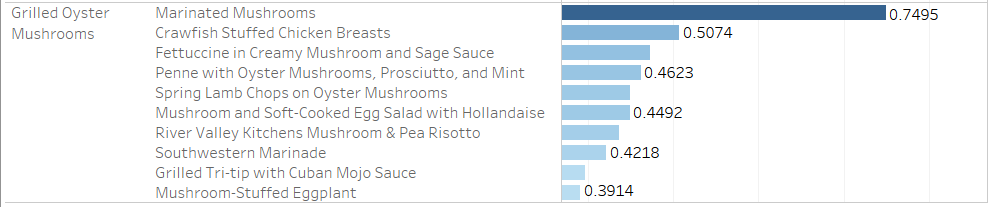 Grilled Oyster
Mushrooms
Marinated Mushrooms 0.7495
Crawfish Stuffed Chicken Breasts 0.5074
Fettuccine in Creamy Mushroom and Sage Sauce
Penne with Oyster Mushrooms, Prosciutto, and Mint 0.4623
Spring Lamb Chops on Oyster Mushrooms
Mushroom and Soft-Cooked Egg Salad with Hollandaise 0.4492
River Valley Kitchens Mushroom & Pea Risotto
Southwestern Marinade 0.4218
Grilled Tri-tip with Cuban Mojo Sauce
Mushroom-Stuffed Eggplant 0.3914